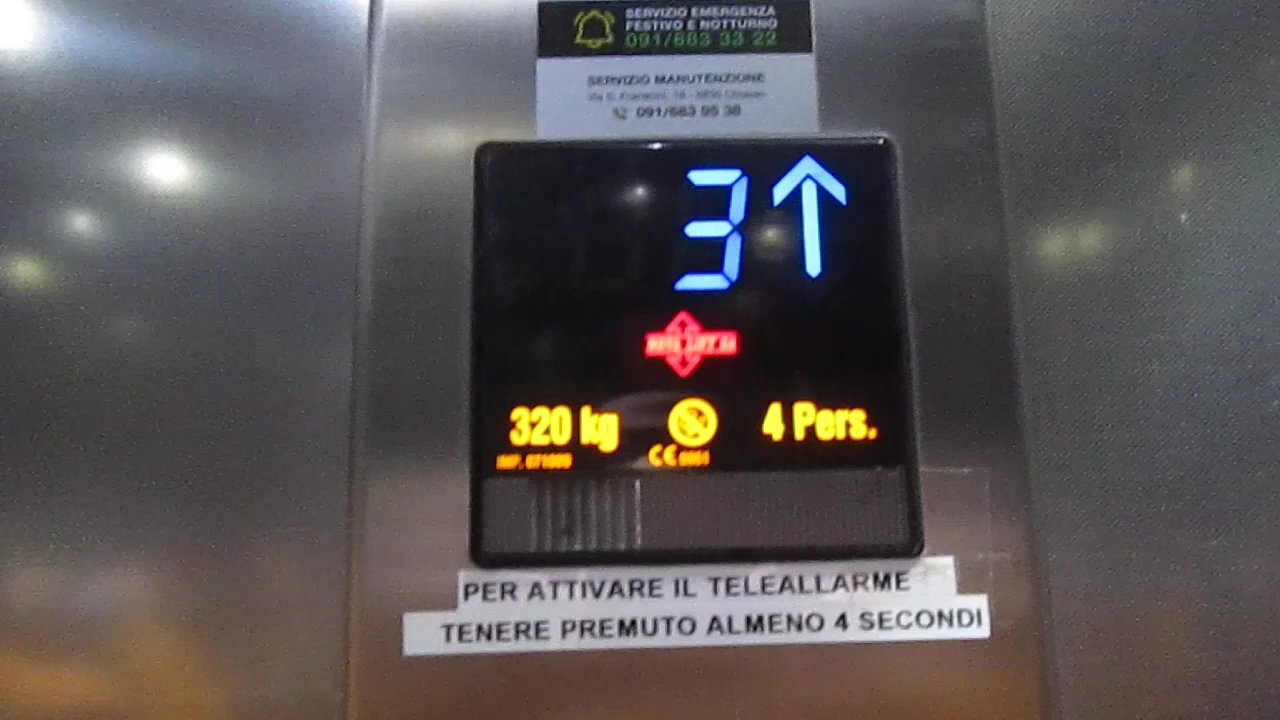 SERVIZIO EMERGENZA
FESTIVO E NOTTURNO
091/683 33 22
SERVIZIO MANUTENZIONE
091/683 95 38
3↑
320 kg 4 Pers.
CE
PER ATTIVARE IL TELEALLARME
TENERE PREMUTO ALMENO 4 SECONDI